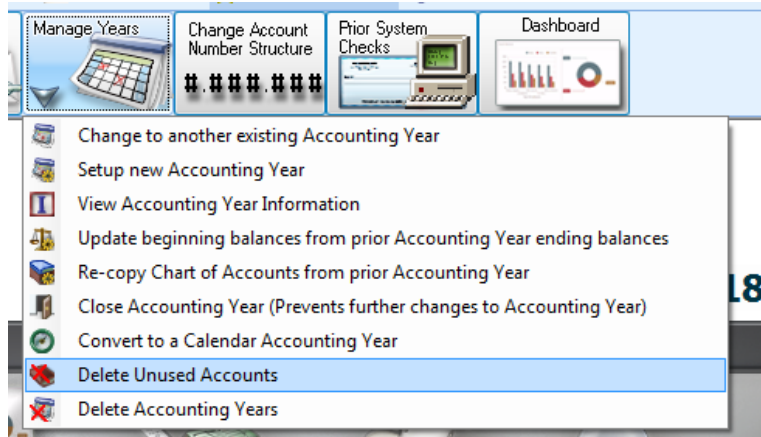 Manage Years
Change Account
Number Structure
#.###.###
Prior System
Checks
Dashboard
Change to another existing Accounting Year
Setup new Accounting Year
View Accounting Year Information
Update beginning balances from prior Accounting Year ending balances
Re-copy Chart of Accounts from prior Accounting Year
18
Close Accounting Year (Prevents further changes to Accounting Year)
Convert to a Calendar Accounting Year
Delete Unused Accounts
Delete Accounting Years